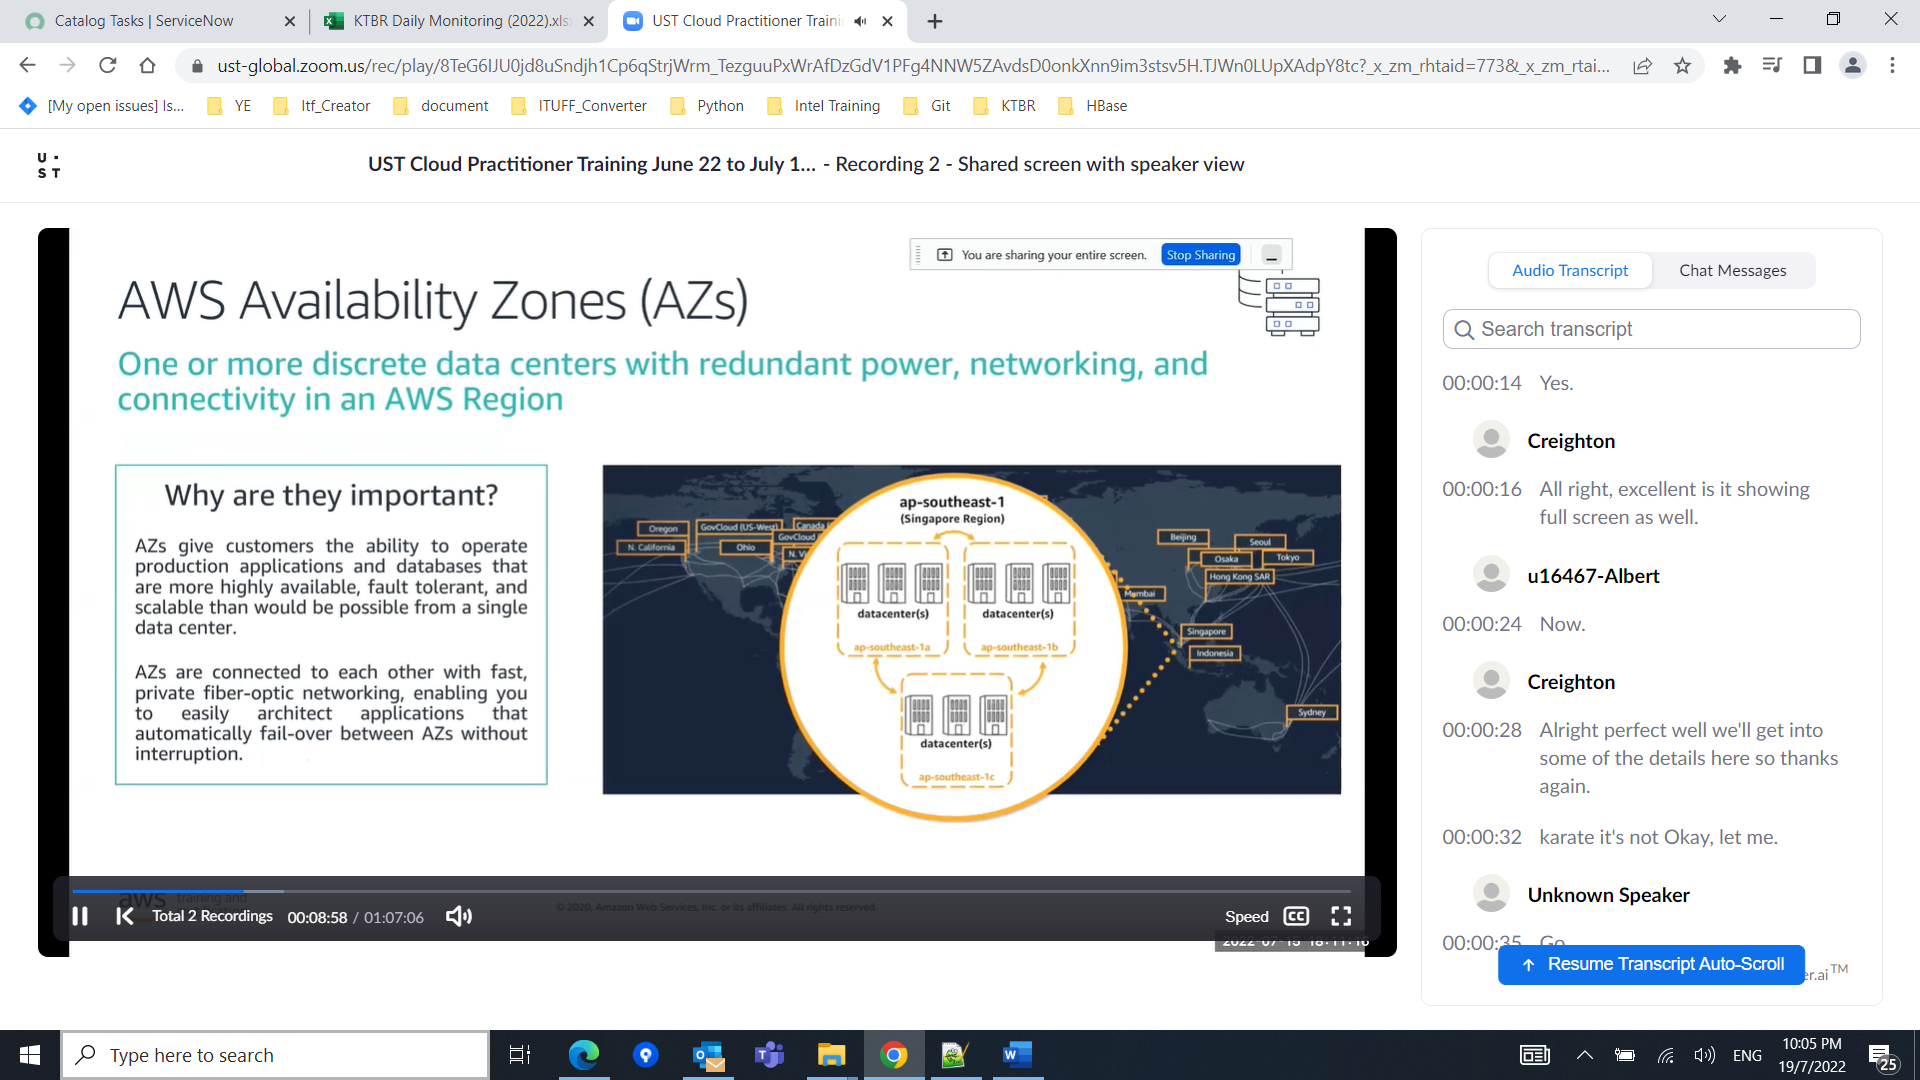 Catalog Tasks | ServiceNow
KTBR Daily Monitoring (2022).xls
UST Cloud Practitioner Traini
ust-global.zoom.us/rec/play/8TeG6IJU0jd8uSndjh1Cp6qStrjWrm_TezguuPxWrAfDzGdV1PFg4NNW5ZAvdsD0onkXnn9im3stsv5H.TJWn0LUpXAdpY8tc?_x_zm_rhtaid=773&_x_zm_rtai...
[My open issues] Is...
YE
Itf_Creator
document
ITUFF_Converter
Python
Intel Training
Git
KTBR
HBase
U·
ST
UST Cloud Practitioner Training June 22 to July 1... - Recording 2 - Shared screen with speaker view
You are sharing your entire screen.
Stop Sharing
AWS Availability Zones (AZs)
One or more discrete data centers with redundant power, networking, and
connectivity in an AWS Region
Why are they important?
AZs give customers the ability to operate
production applications and databases that
are more highly available, fault tolerant, and
scalable than would be possible from a single
data center.
AZs are connected to each other with fast,
private fiber-optic networking, enabling you
to easily architect applications that
automatically fail-over between AZs without
interruption.
ap-southeast-1
(Singapore Region)
Oregon
GovCloud (US-West)
Canada
N. California
Ohio
GovCloud
N. Vi
datacenter(s)
datacenter(s)
ap-southeast-1a
ap-southeast-1b
datacenter(s)
ap-southeast-1c
Beijing
Seoul
Osaka
Tokyo
Hong Kong SAR
Mumbai
Singapore
Indonesia
Sydney
aws
training and
© 2020, Amazon Web Services, Inc. or its affiliates. All rights reserved.
Total 2 Recordings
00:08:58 / 01:07:06
Speed
CC
2022-07-15 18:11:16
Audio Transcript
Chat Messages
Search transcript
00:00:14 Yes.
Creighton
00:00:16 All right, excellent is it showing
full screen as well.
u16467-Albert
00:00:24 Now.
Creighton
00:00:28 Alright perfect well we'll get into
some of the details here so thanks
again.
00:00:32 karate it's not Okay, let me.
Unknown Speaker
00:00:35 Go
Resume Transcript Auto-Scroll
er.ai™
Type here to search
ENG
10:05 PM
19/7/2022
25